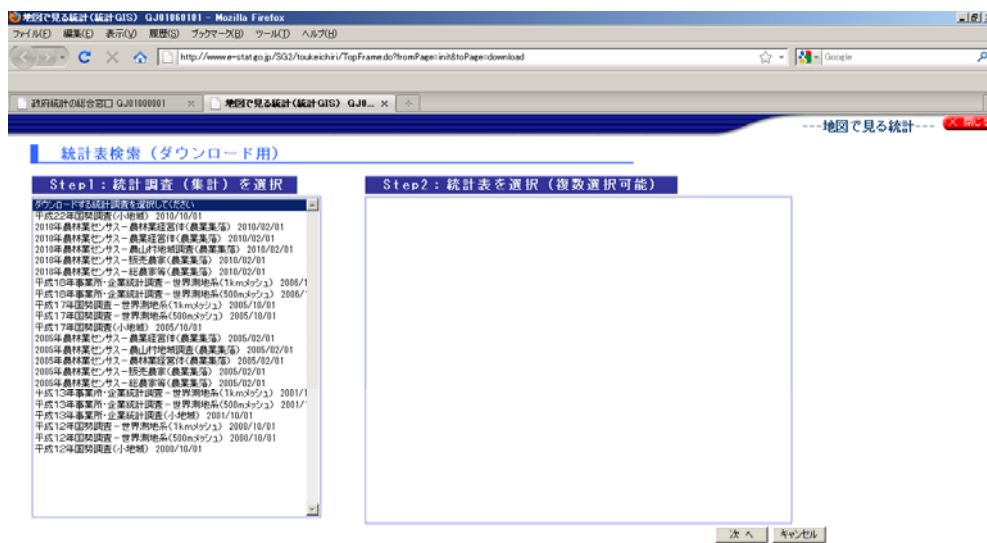 地図で見る統計(統計GIS) GJ01060101 - Mozilla Firefox
ファイル(F) 編集(E) 表示(V) 履歴(S) ブックマーク(B) ツール(T) ヘルプ(H)
http://www.e-stat.go.jp/SG2/toukeichiri/TopFrame.do?fromPage=init&toPage=download
Google
政府統計の総合窓口 GJ01000001
地図で見る統計(統計GIS) GJ0...
---地図で見る統計---
閉じる
統計表検索（ダウンロード用）
Step1：統計調査（集計）を選択
Step2：統計表を選択（複数選択可能）
ダウンロードする統計調査を選択してください
平成22年国勢調査(小地域) 2010/10/01
2010年農林業センサス－農林業経営体(農業集落) 2010/02/01
2010年農林業センサス－農業経営体(農業集落) 2010/02/01
2010年農林業センサス－農山村地域調査(農業集落) 2010/02/01
2010年農林業センサス－販売農家(農業集落) 2010/02/01
2010年農林業センサス－総農家等(農業集落) 2010/02/01
平成18年事業所・企業統計調査－世界測地系(1kmメッシュ) 2006/1
平成18年事業所・企業統計調査－世界測地系(500mメッシュ) 2006/
平成17年国勢調査－世界測地系(1kmメッシュ) 2005/10/01
平成17年国勢調査－世界測地系(500mメッシュ) 2005/10/01
平成17年国勢調査(小地域) 2005/10/01
2005年農林業センサス－農業経営体(農業集落) 2005/02/01
2005年農林業センサス－農山村地域調査(農業集落) 2005/02/01
2005年農林業センサス－農林業経営体(農業集落) 2005/02/01
2005年農林業センサス－販売農家(農業集落) 2005/02/01
2005年農林業センサス－総農家等(農業集落) 2005/02/01
平成13年事業所・企業統計調査－世界測地系(1kmメッシュ) 2001/1
平成13年事業所・企業統計調査－世界測地系(500mメッシュ) 2001/
平成13年事業所・企業統計調査(小地域) 2001/10/01
平成12年国勢調査－世界測地系(1kmメッシュ) 2000/10/01
平成12年国勢調査－世界測地系(500mメッシュ) 2000/10/01
平成12年国勢調査(小地域) 2000/10/01
次 へ
キャンセル